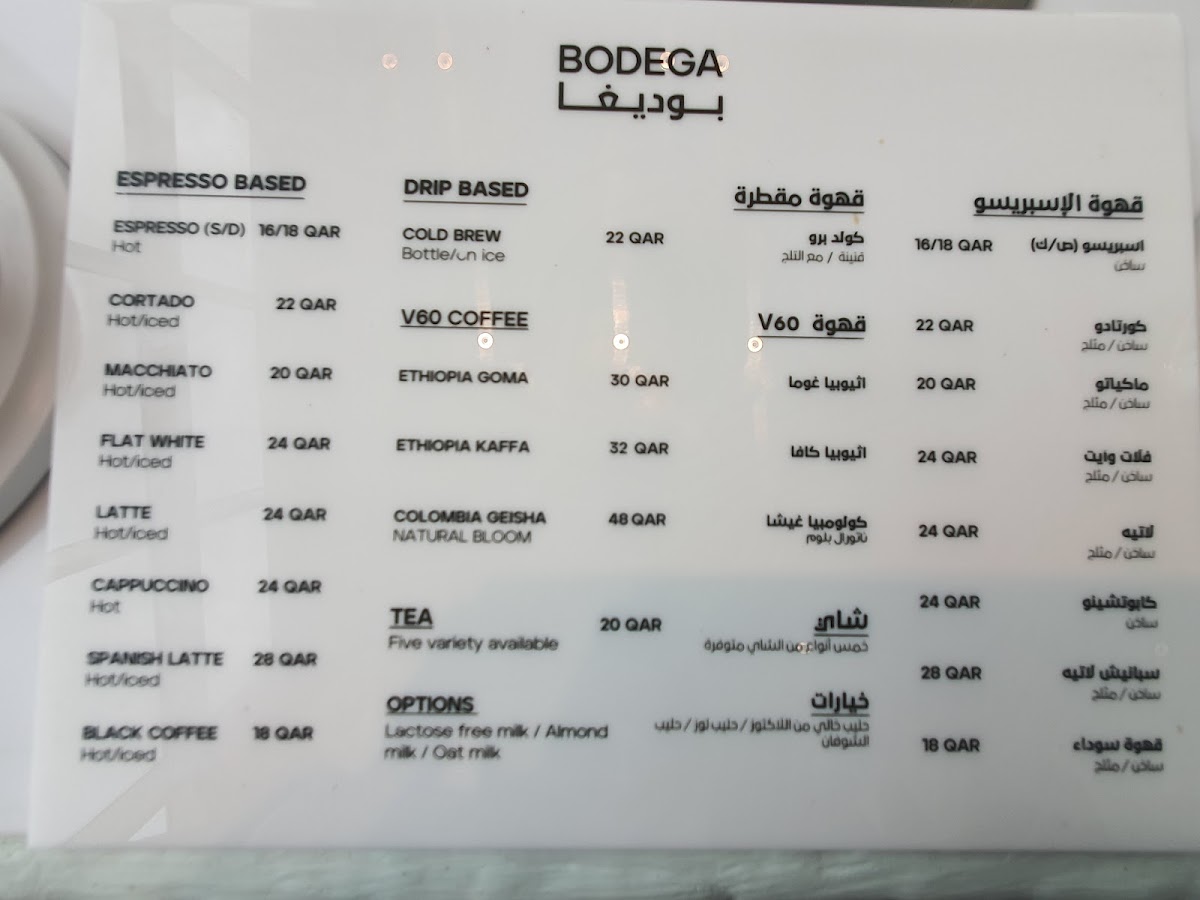 BODEGA
بوديغا
ESPRESSO BASED
ESPRESSO (S/D) 16/18 QAR
Hot
CORTADO 22 QAR
Hot/iced
MACCHIATO 20 QAR
Hot/iced
FLAT WHITE 24 QAR
Hot/iced
LATTE 24 QAR
Hot/iced
CAPPUCCINO 24 QAR
Hot
SPANISH LATTE 28 QAR
Hot/iced
BLACK COFFEE 18 QAR
Hot/iced
DRIP BASED قهوة مقطرة
COLD BREW 22 QAR كولد برو
Bottle/on ice قنينة / مع الثلج
V60 COFFEE قهوة V60
ETHIOPIA GOMA 30 QAR اثيوبيا غوما
ETHIOPIA KAFFA 32 QAR اثيوبيا كافا
COLOMBIA GEISHA 48 QAR كولومبيا غيشا
NATURAL BLOOM ناتورال بلوم
TEA 20 QAR شاي
Five variety available خمس أنواع من الشاي متوفرة
OPTIONS خيارات
Lactose free milk / Almond حليب خالي من اللاكتوز / حليب لوز / حليب
milk / Oat milk الشوفان
قهوة الإسبريسو
اسبريسو (ص/ك) 16/18 QAR
ساخن
كورتادو 22 QAR
ساخن / مثلج
ماكياتو 20 QAR
ساخن / مثلج
فلات وايت 24 QAR
ساخن / مثلج
لاتيه 24 QAR
ساخن / مثلج
كابوتشينو 24 QAR
ساخن
سبانيش لاتيه 28 QAR
ساخن / مثلج
قهوة سوداء 18 QAR
ساخن / مثلج